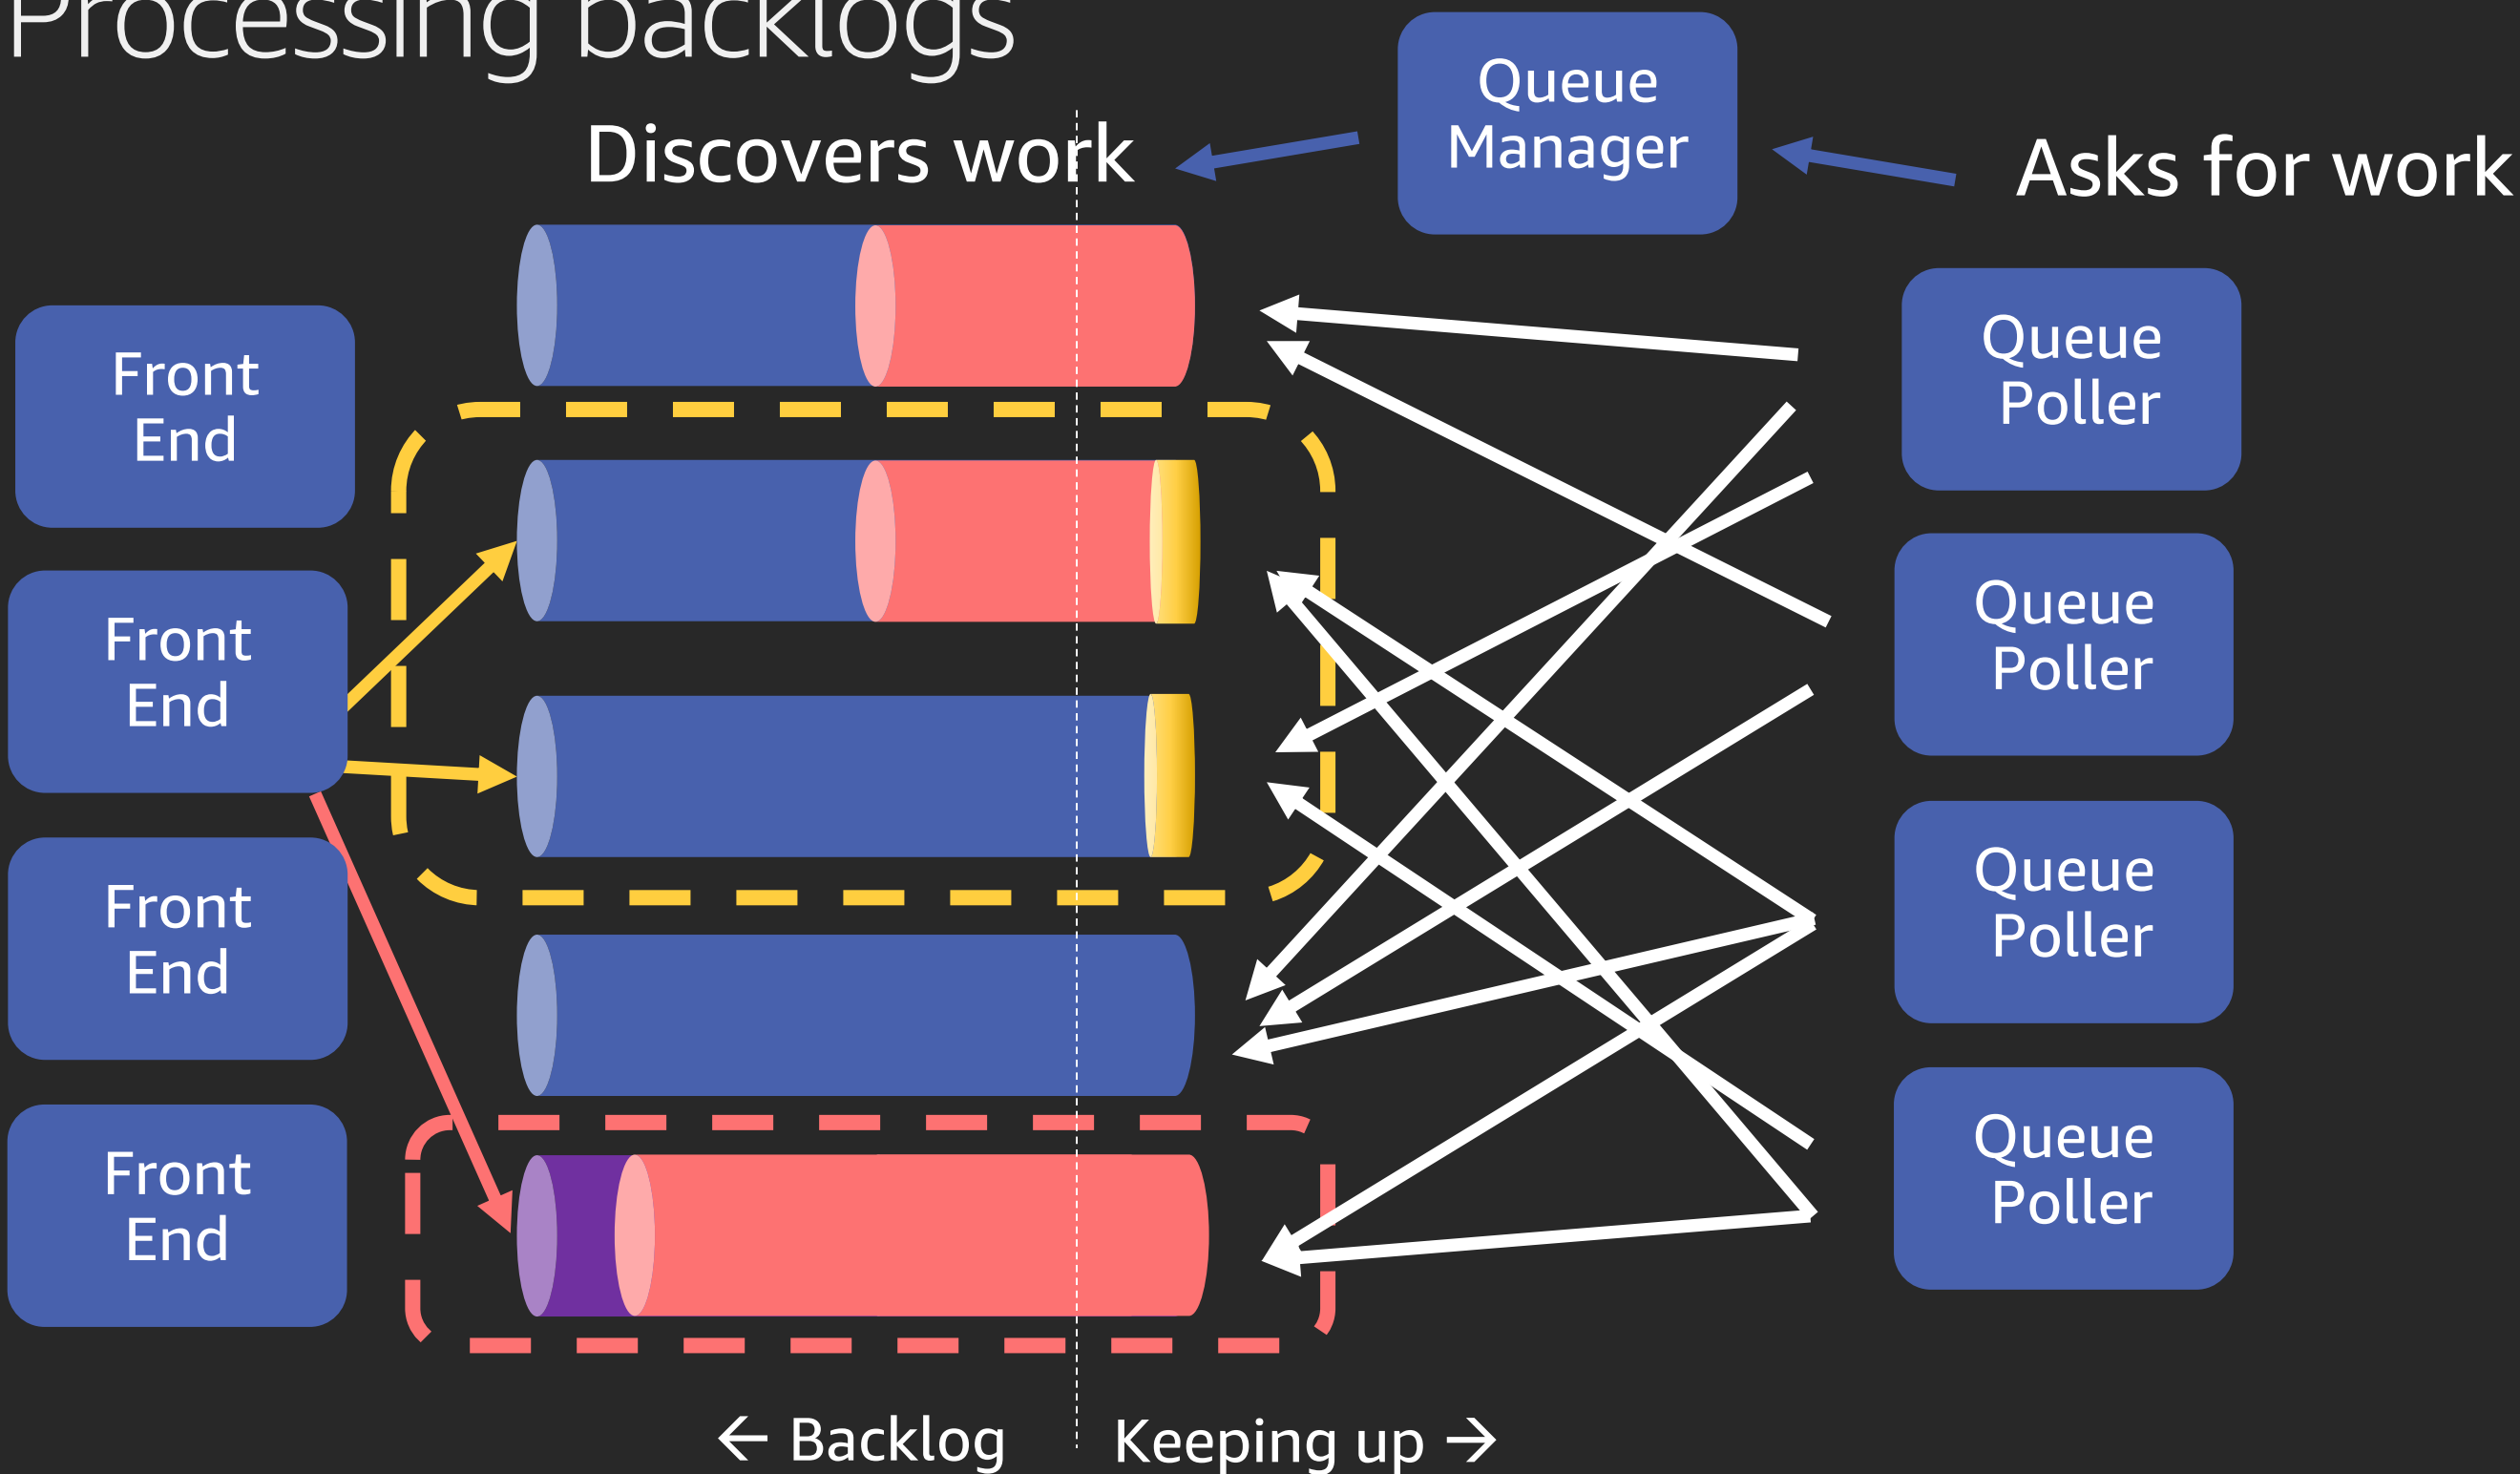 Processing backlogs
Queue
Manager
Discovers work
Asks for work
Front
End
Front
End
Front
End
Front
End
Queue
Poller
Queue
Poller
Queue
Poller
Queue
Poller
← Backlog
Keeping up →